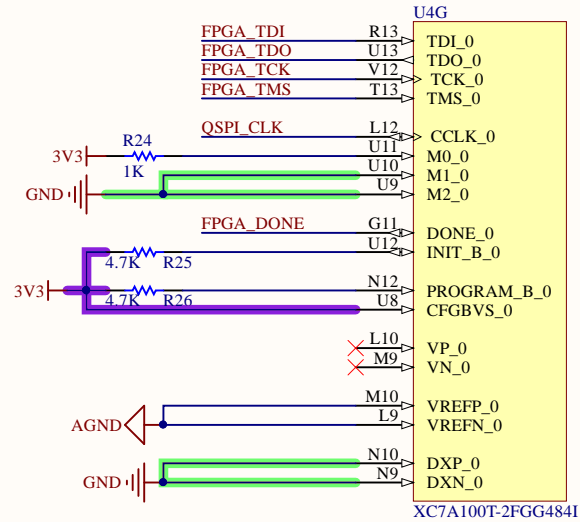 U4G
FPGA_TDI R13 TDI_0
FPGA_TDO U13 TDO_0
FPGA_TCK V12 TCK_0
FPGA_TMS T13 TMS_0
QSPI_CLK L12 CCLK_0
3V3 R24 1K U11 M0_0
U10 M1_0
GND U9 M2_0
FPGA_DONE G11 DONE_0
4.7K R25 U12 INIT_B_0
3V3 4.7K R26 N12 PROGRAM_B_0
U8 CFGBVS_0
L10 VP_0
M9 VN_0
M10 VREFP_0
AGND L9 VREFN_0
N10 DXP_0
GND N9 DXN_0
XC7A100T-2FGG484I